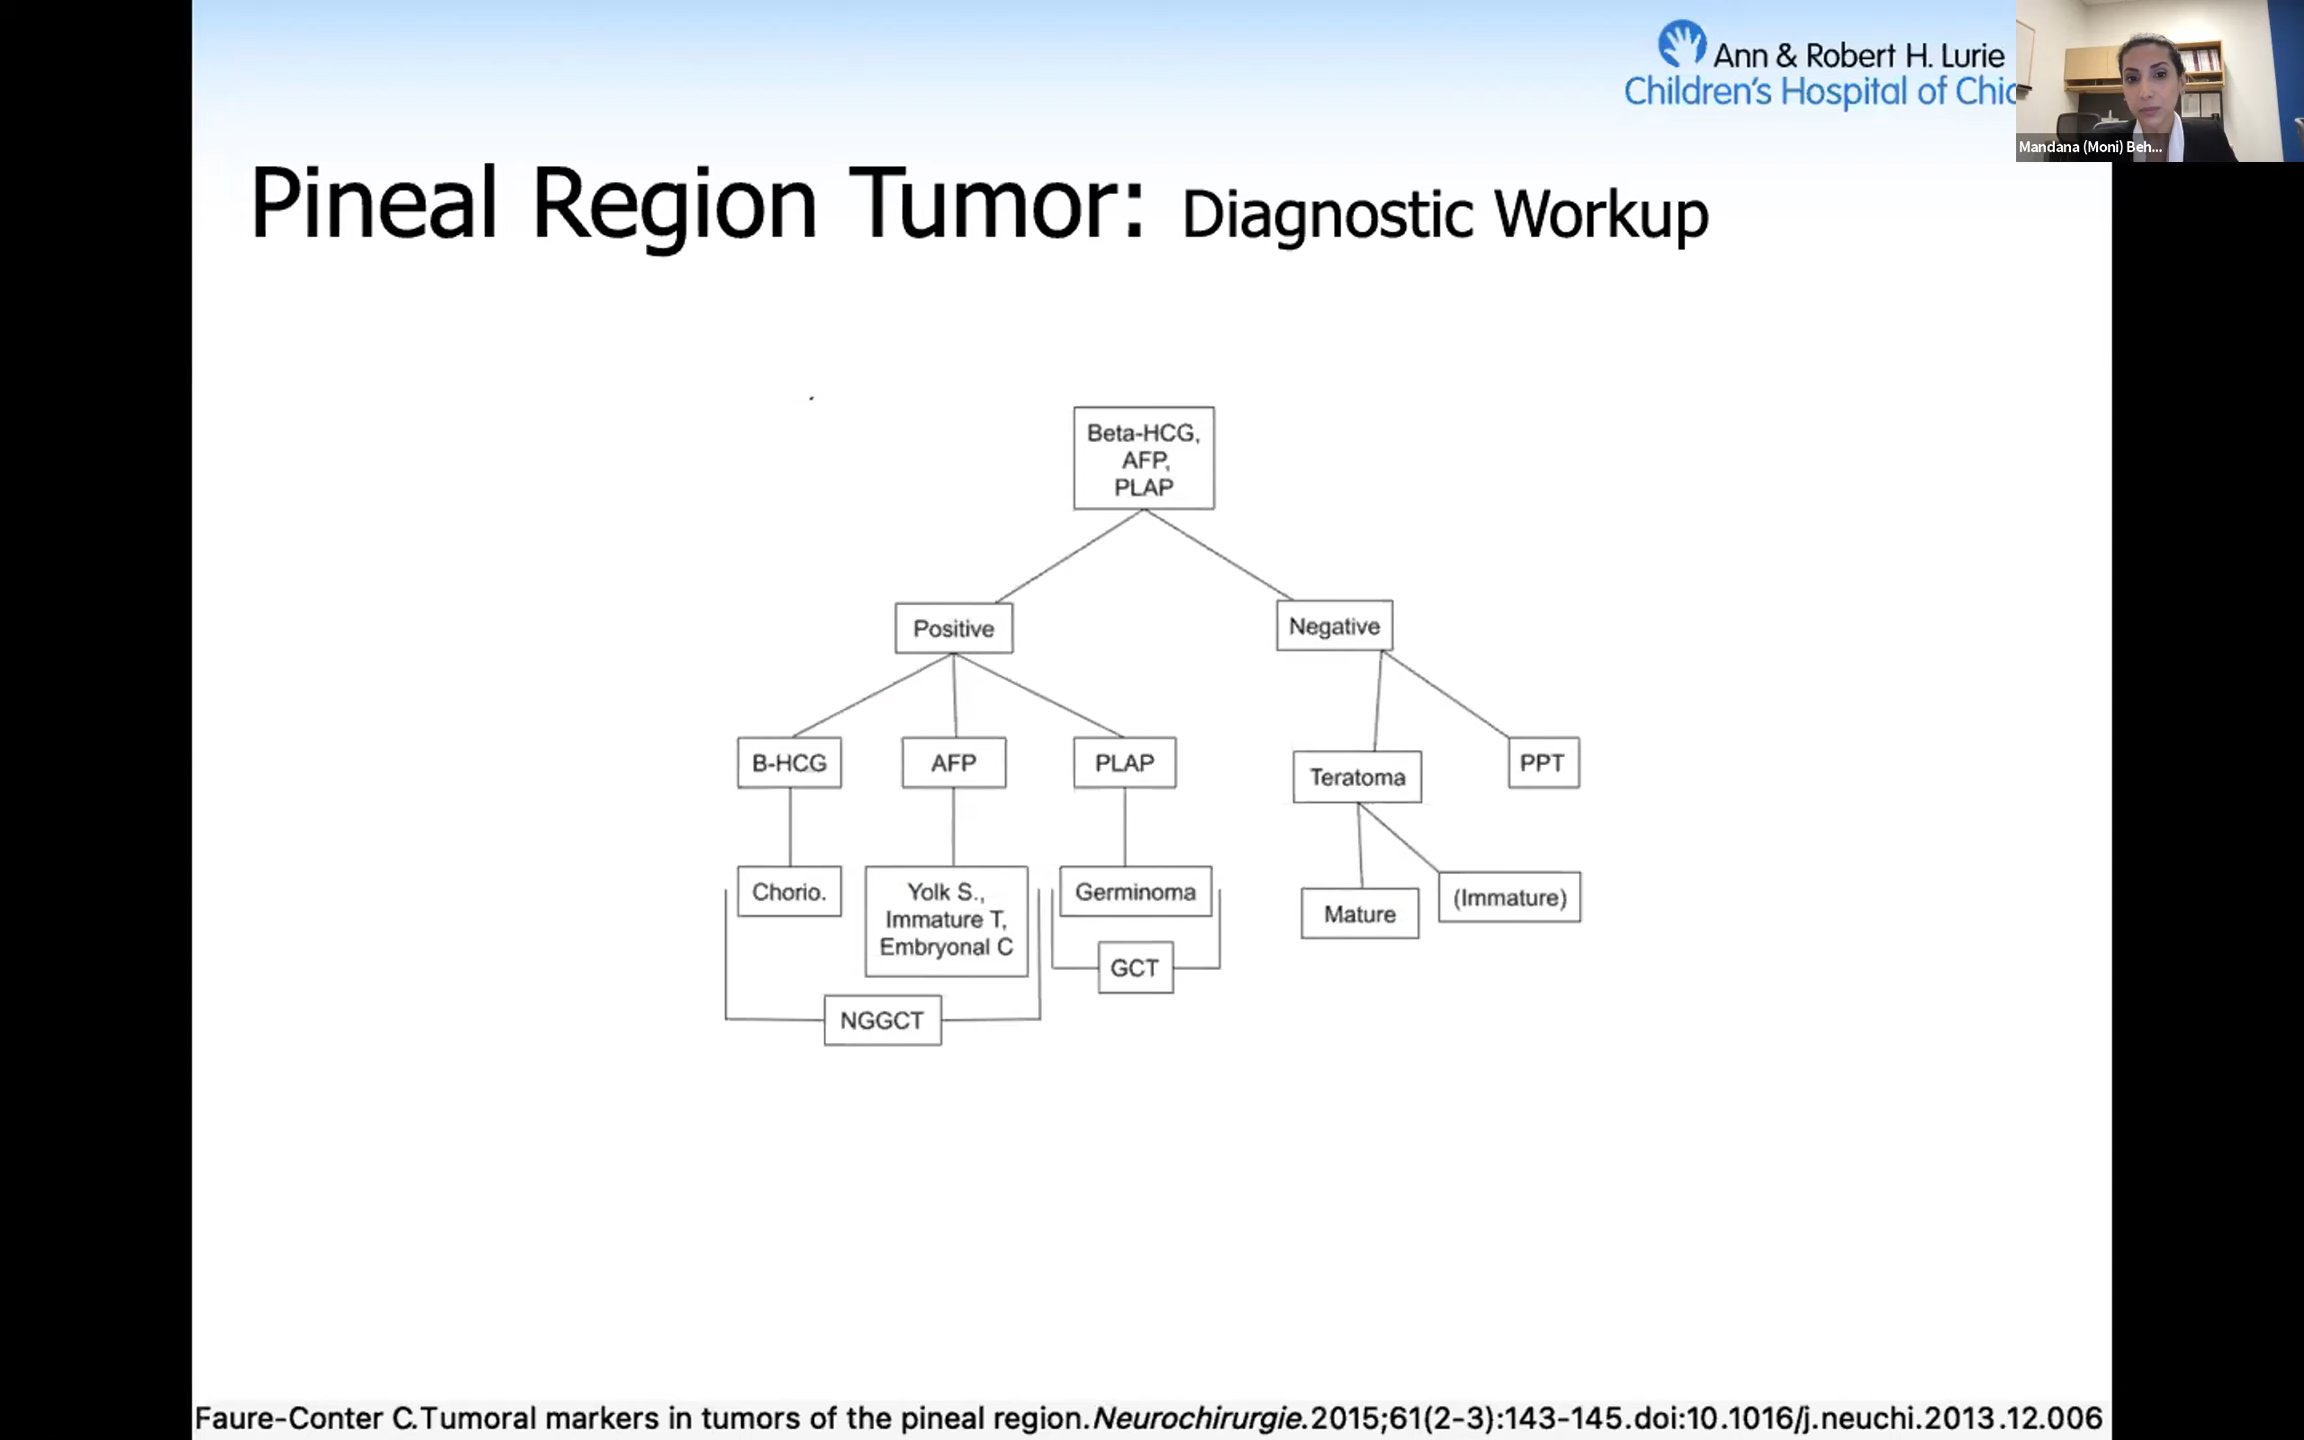 Ann & Robert H. Lurie
Children's Hospital of Chic
Mandana (Moni) Beh...
Pineal Region Tumor: Diagnostic Workup
Beta-HCG,
AFP,
PLAP
Positive
Negative
B-HCG
AFP
PLAP
Teratoma
PPT
Chorio.
Yolk S.,
Immature T,
Embryonal C
Germinoma
Mature
(Immature)
GCT
NGGCT
Faure-Conter C.Tumoral markers in tumors of the pineal region.Neurochirurgie.2015;61(2-3):143-145.doi:10.1016/j.neuchi.2013.12.006